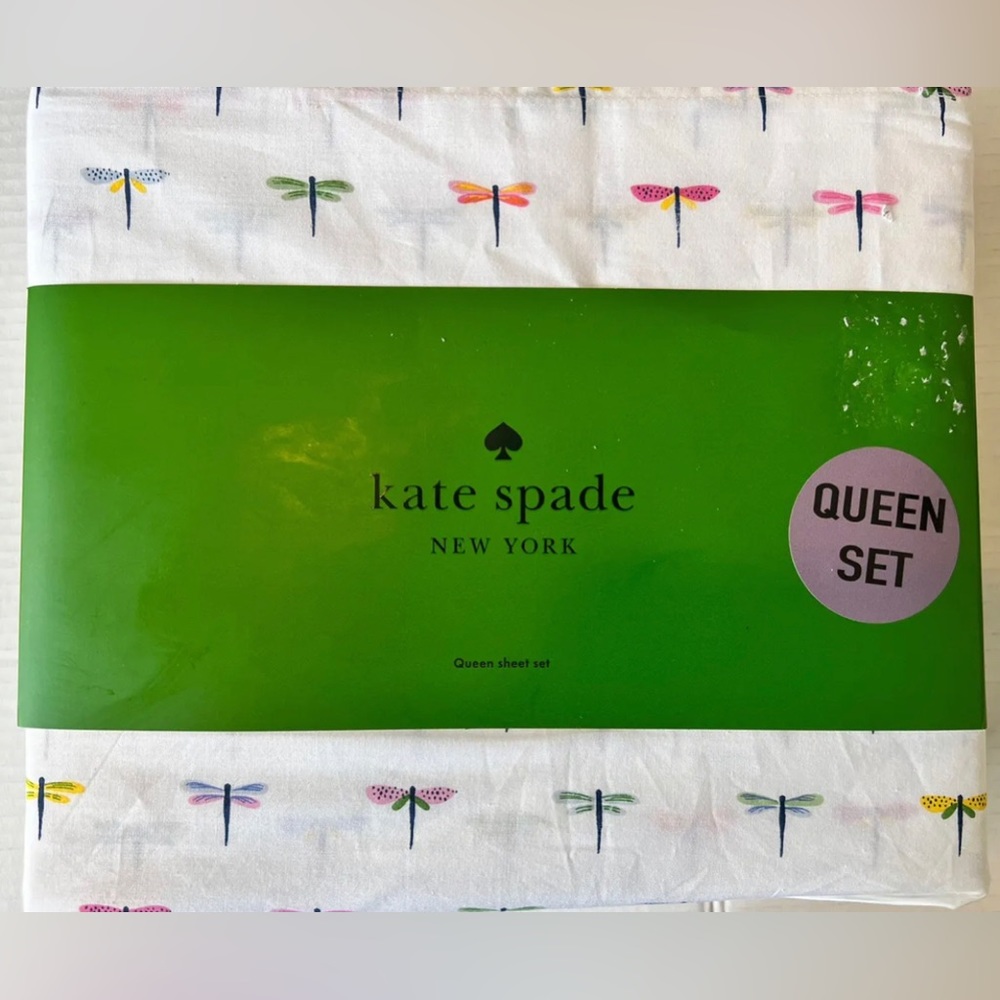 kate spade
NEW YORK
QUEEN
SET
Queen sheet set